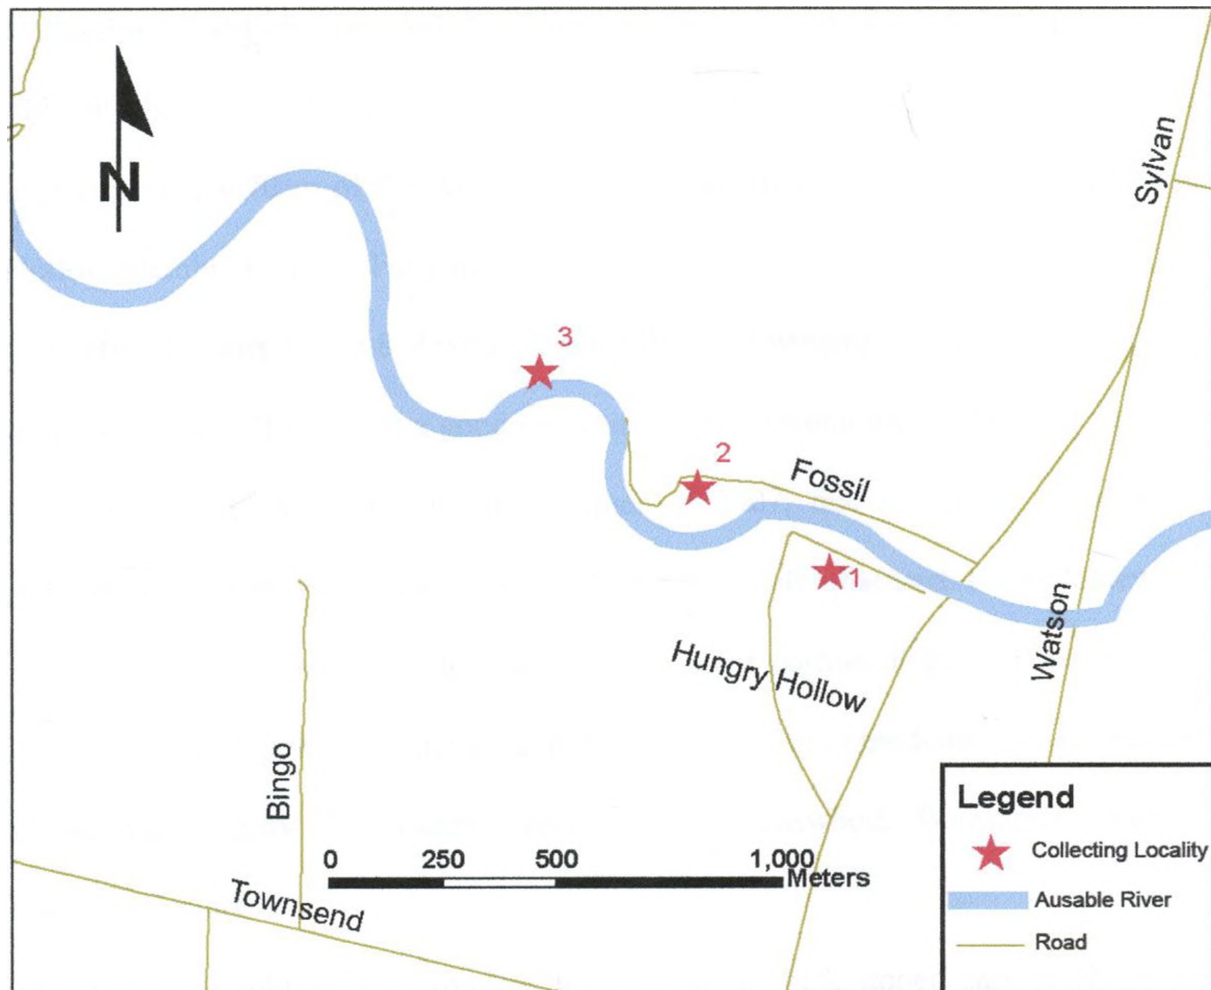 N
Sylvan
3
2
Fossil
1
Hungry Hollow
Watson
Bingo
Townsend
0 250 500 1,000
Meters
Legend
Collecting Locality
Ausable River
Road